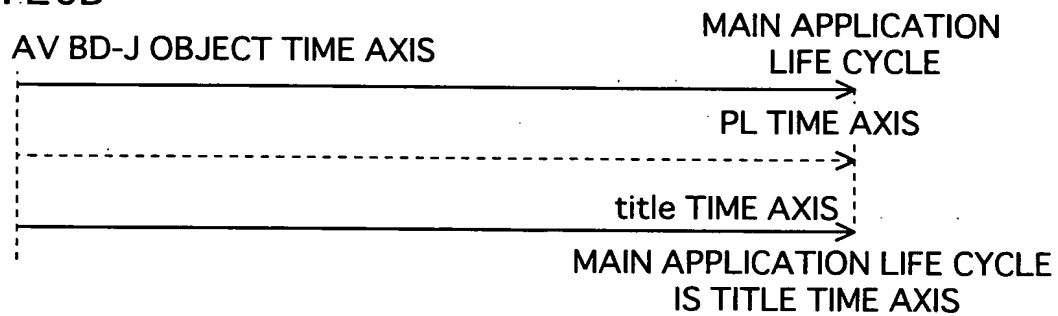 AV BD-J OBJECT TIME AXIS
MAIN APPLICATION
LIFE CYCLE
PL TIME AXIS
title TIME AXIS
MAIN APPLICATION LIFE CYCLE
IS TITLE TIME AXIS